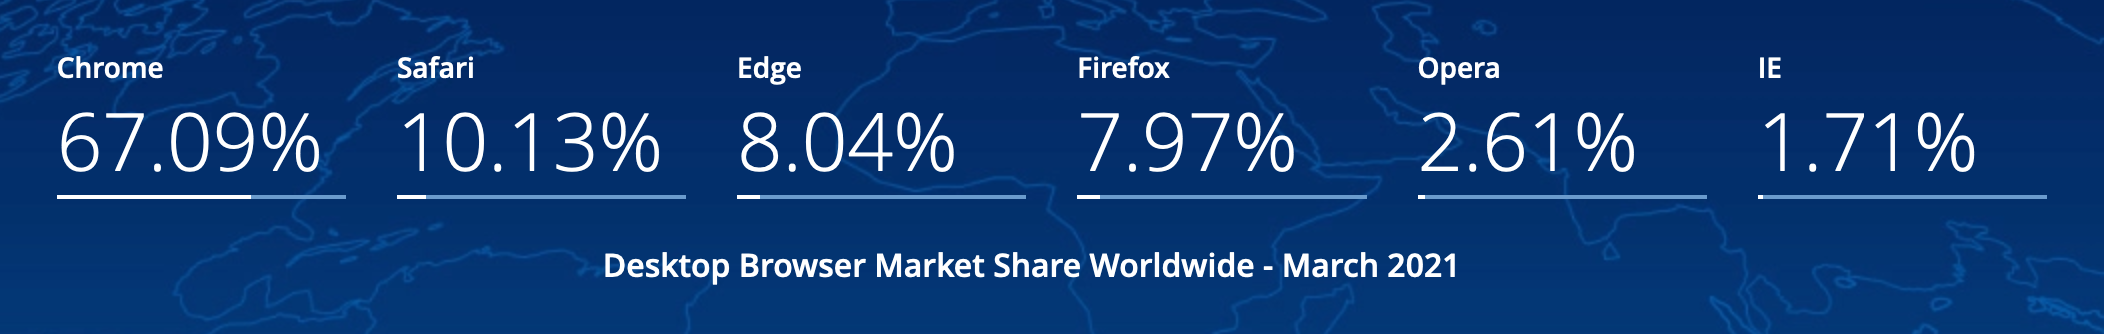 Chrome Safari Edge Firefox Opera IE
67.09% 10.13% 8.04% 7.97% 2.61% 1.71%
Desktop Browser Market Share Worldwide - March 2021